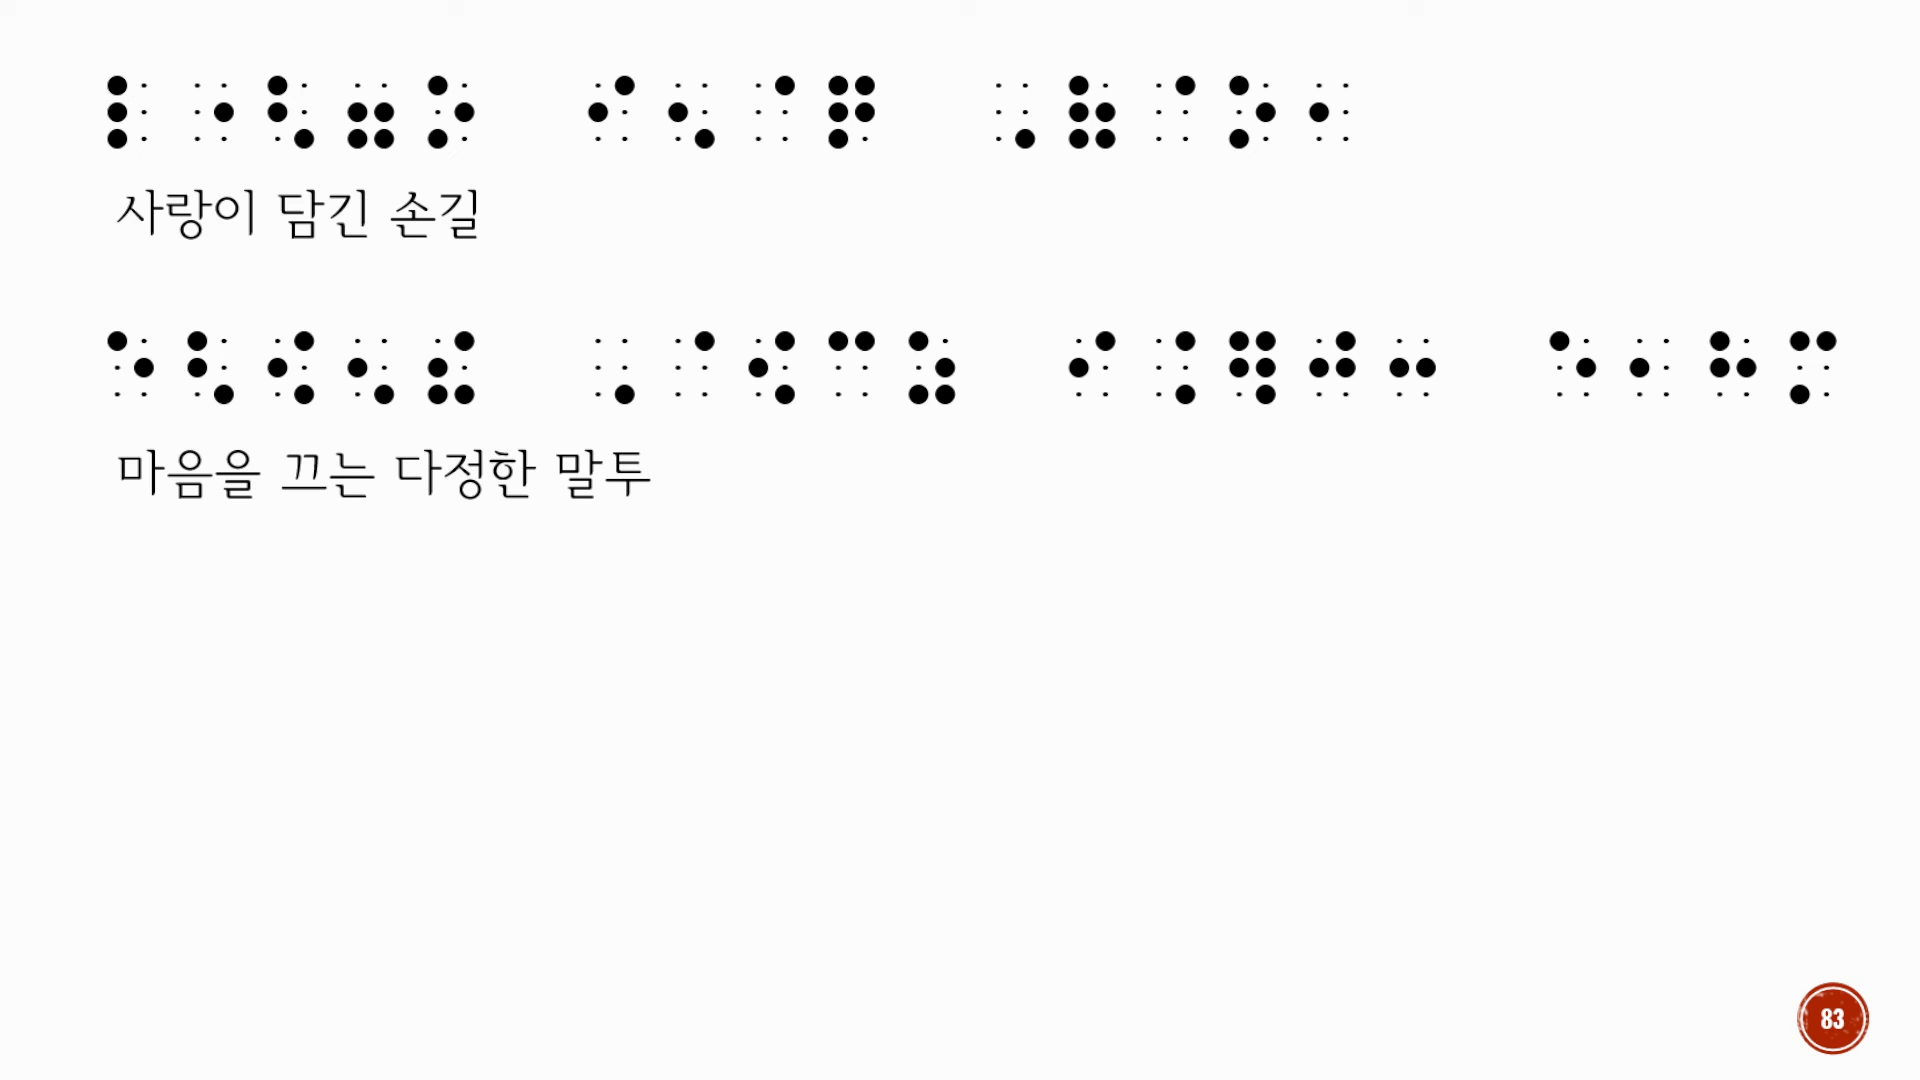 ⠇⠐⠣⠶⠕ ⠊⠢⠈⠟ ⠠⠷⠈⠕⠂
사랑이 담긴 손길
⠑⠣⠪⠢⠮ ⠠⠈⠪⠉⠵ ⠊⠨⠻⠚⠒ ⠑⠂⠓⠍
마음을 끄는 다정한 말투
83